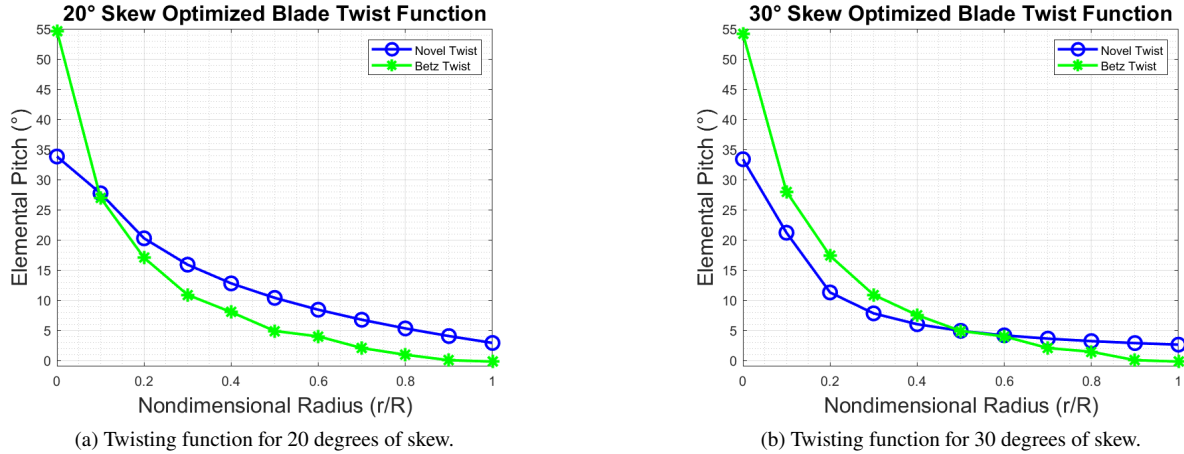 20° Skew Optimized Blade Twist Function
55
50
45
40
35
30
25
20
15
10
5
0
Elemental Pitch (°)
Novel Twist
Betz Twist
0 0.2 0.4 0.6 0.8 1
Nondimensional Radius (r/R)
(a) Twisting function for 20 degrees of skew.
30° Skew Optimized Blade Twist Function
55
50
45
40
35
30
25
20
15
10
5
0
Elemental Pitch (°)
Novel Twist
Betz Twist
0 0.2 0.4 0.6 0.8 1
Nondimensional Radius (r/R)
(b) Twisting function for 30 degrees of skew.